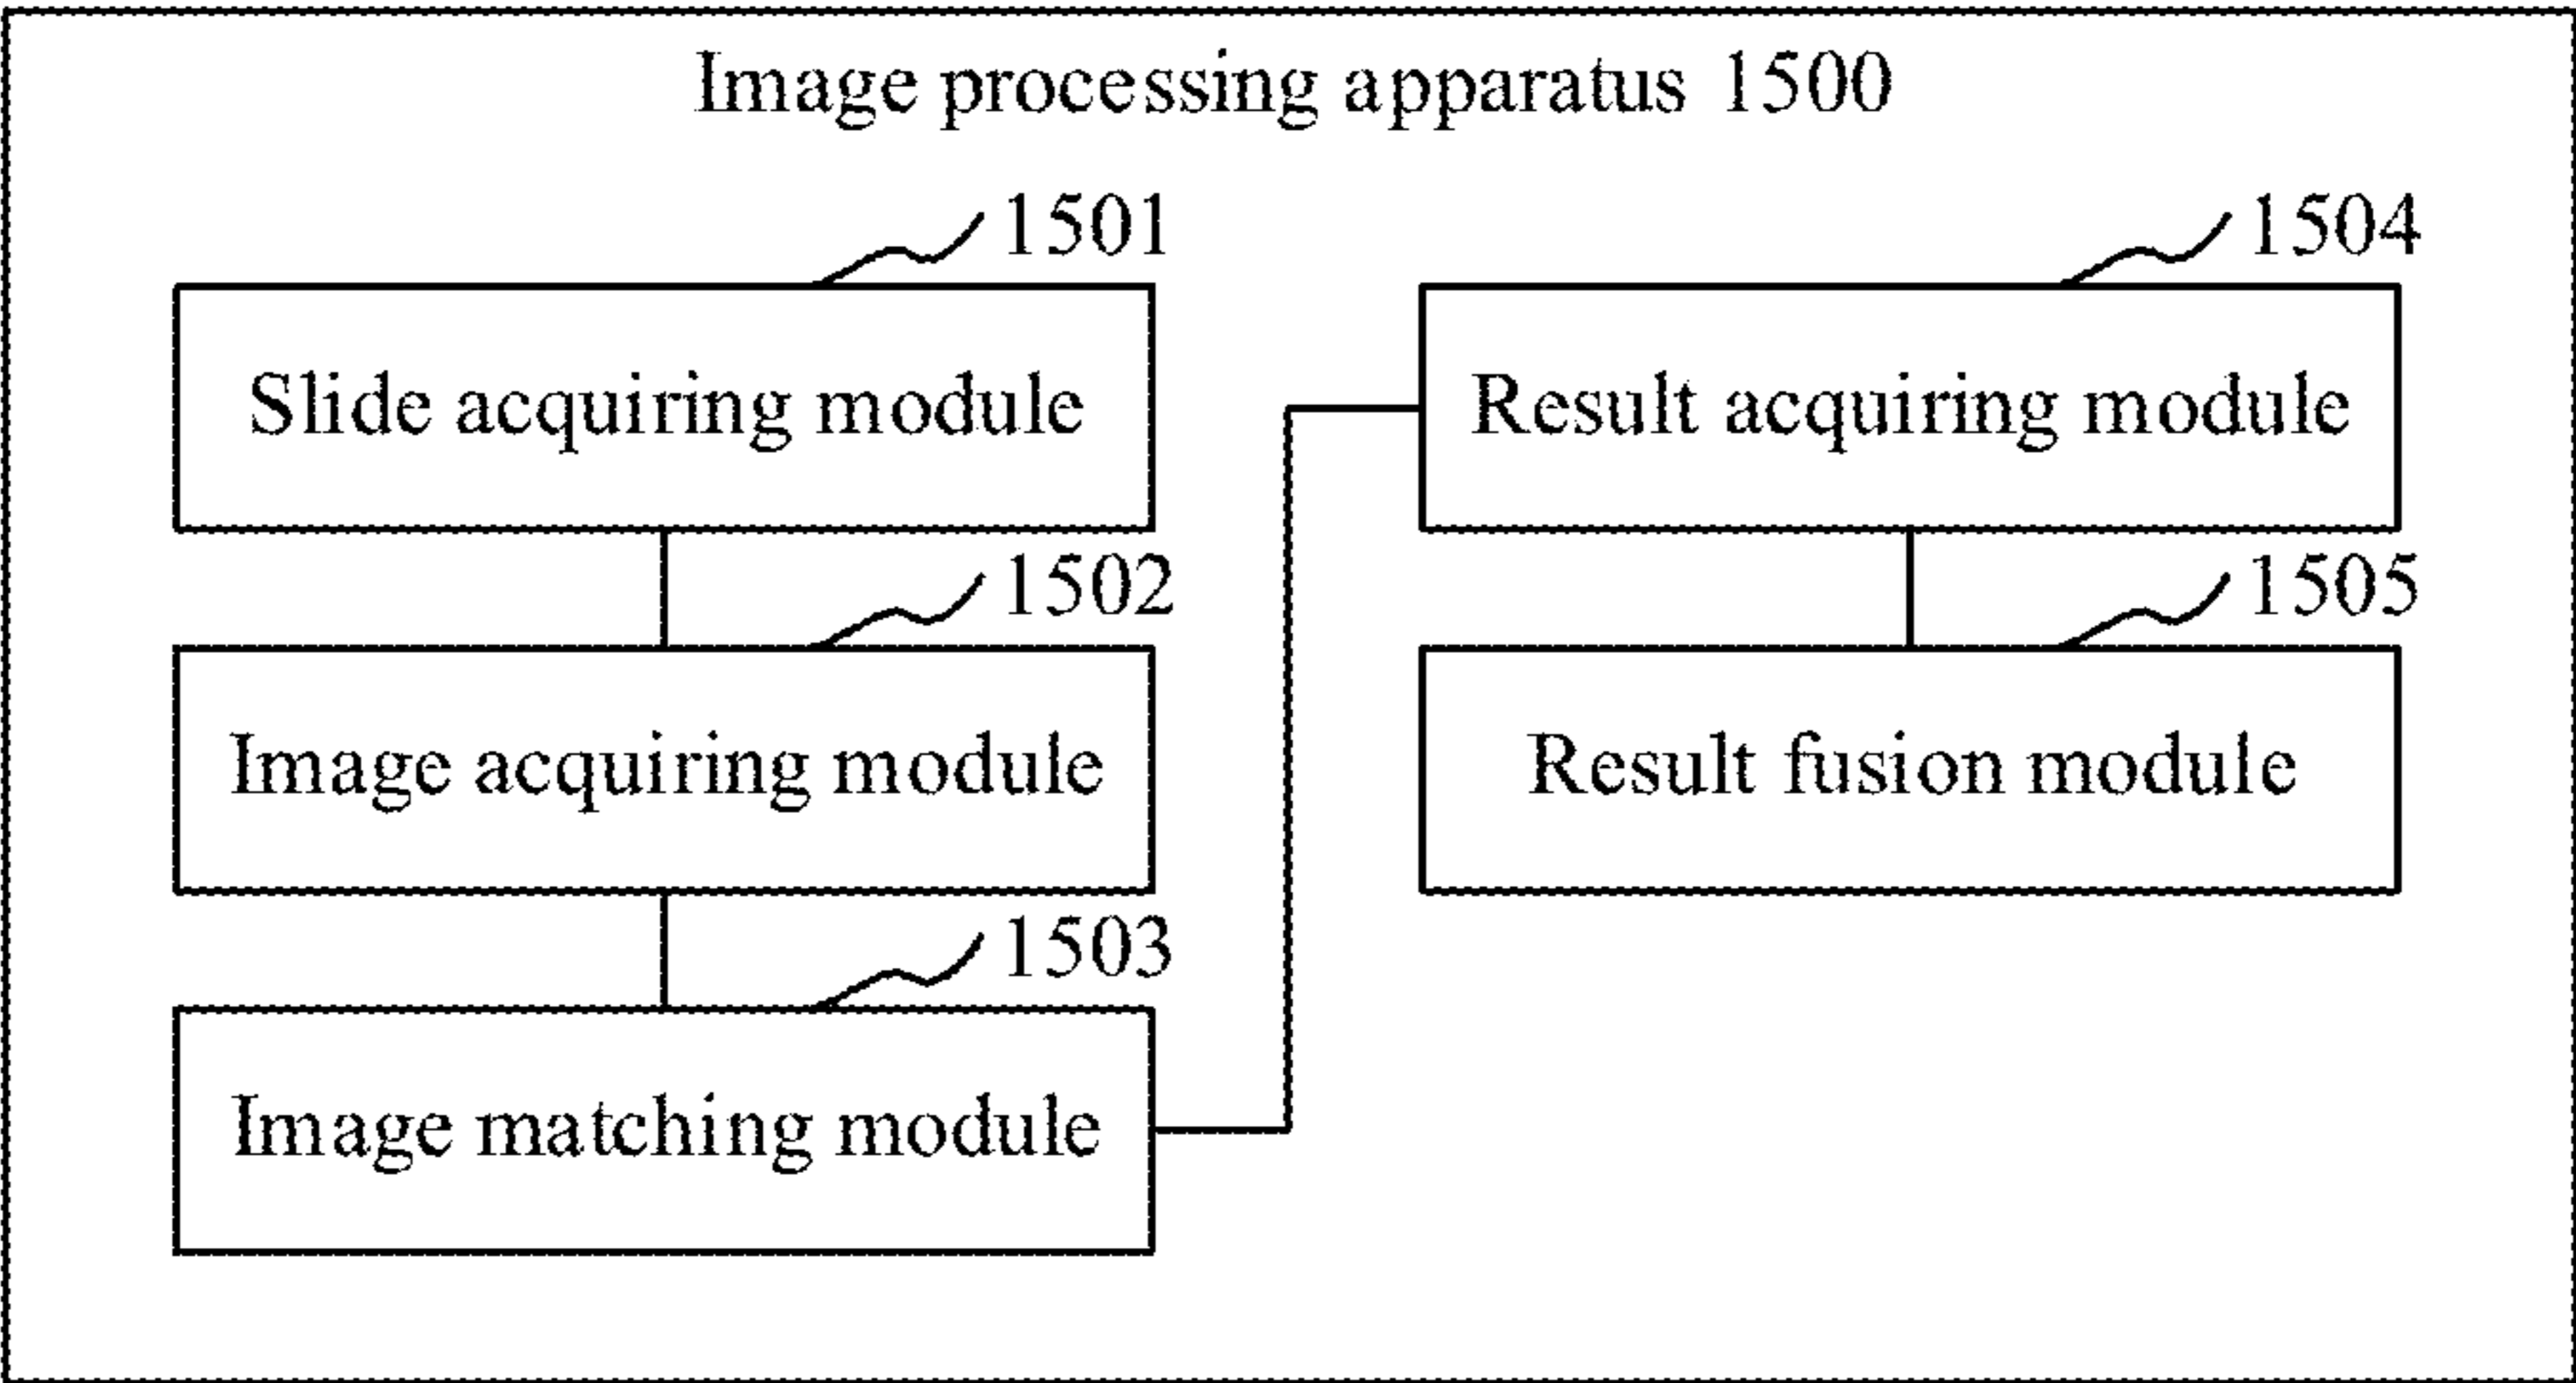 Image processing apparatus 1500
1501
Slide acquiring module
1502
Image acquiring module
1503
Image matching module
1504
Result acquiring module
1505
Result fusion module